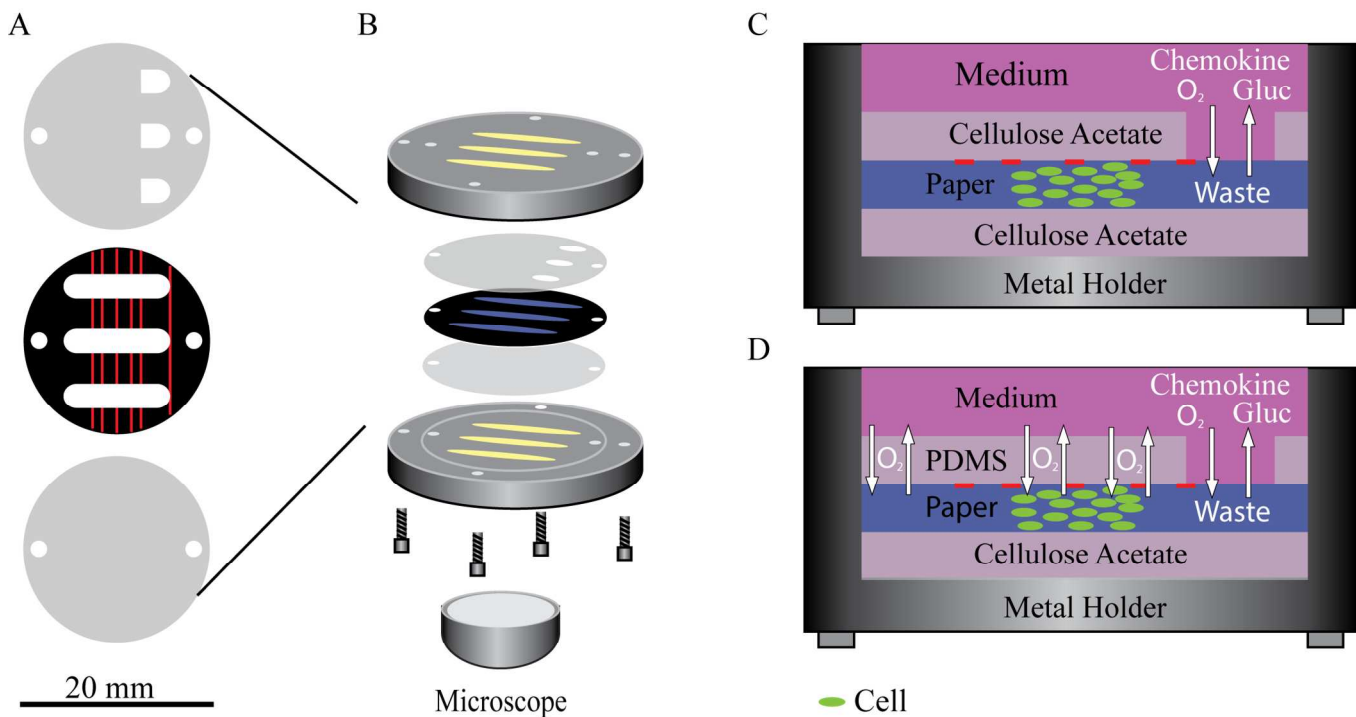 A
B
20 mm
Microscope
C
Medium
Chemokine
O₂ Gluc
Cellulose Acetate
Paper
Waste
Cellulose Acetate
Metal Holder
D
Medium
Chemokine
O₂ Gluc
O₂ PDMS O₂ O₂
Paper
Waste
Cellulose Acetate
Metal Holder
Cell